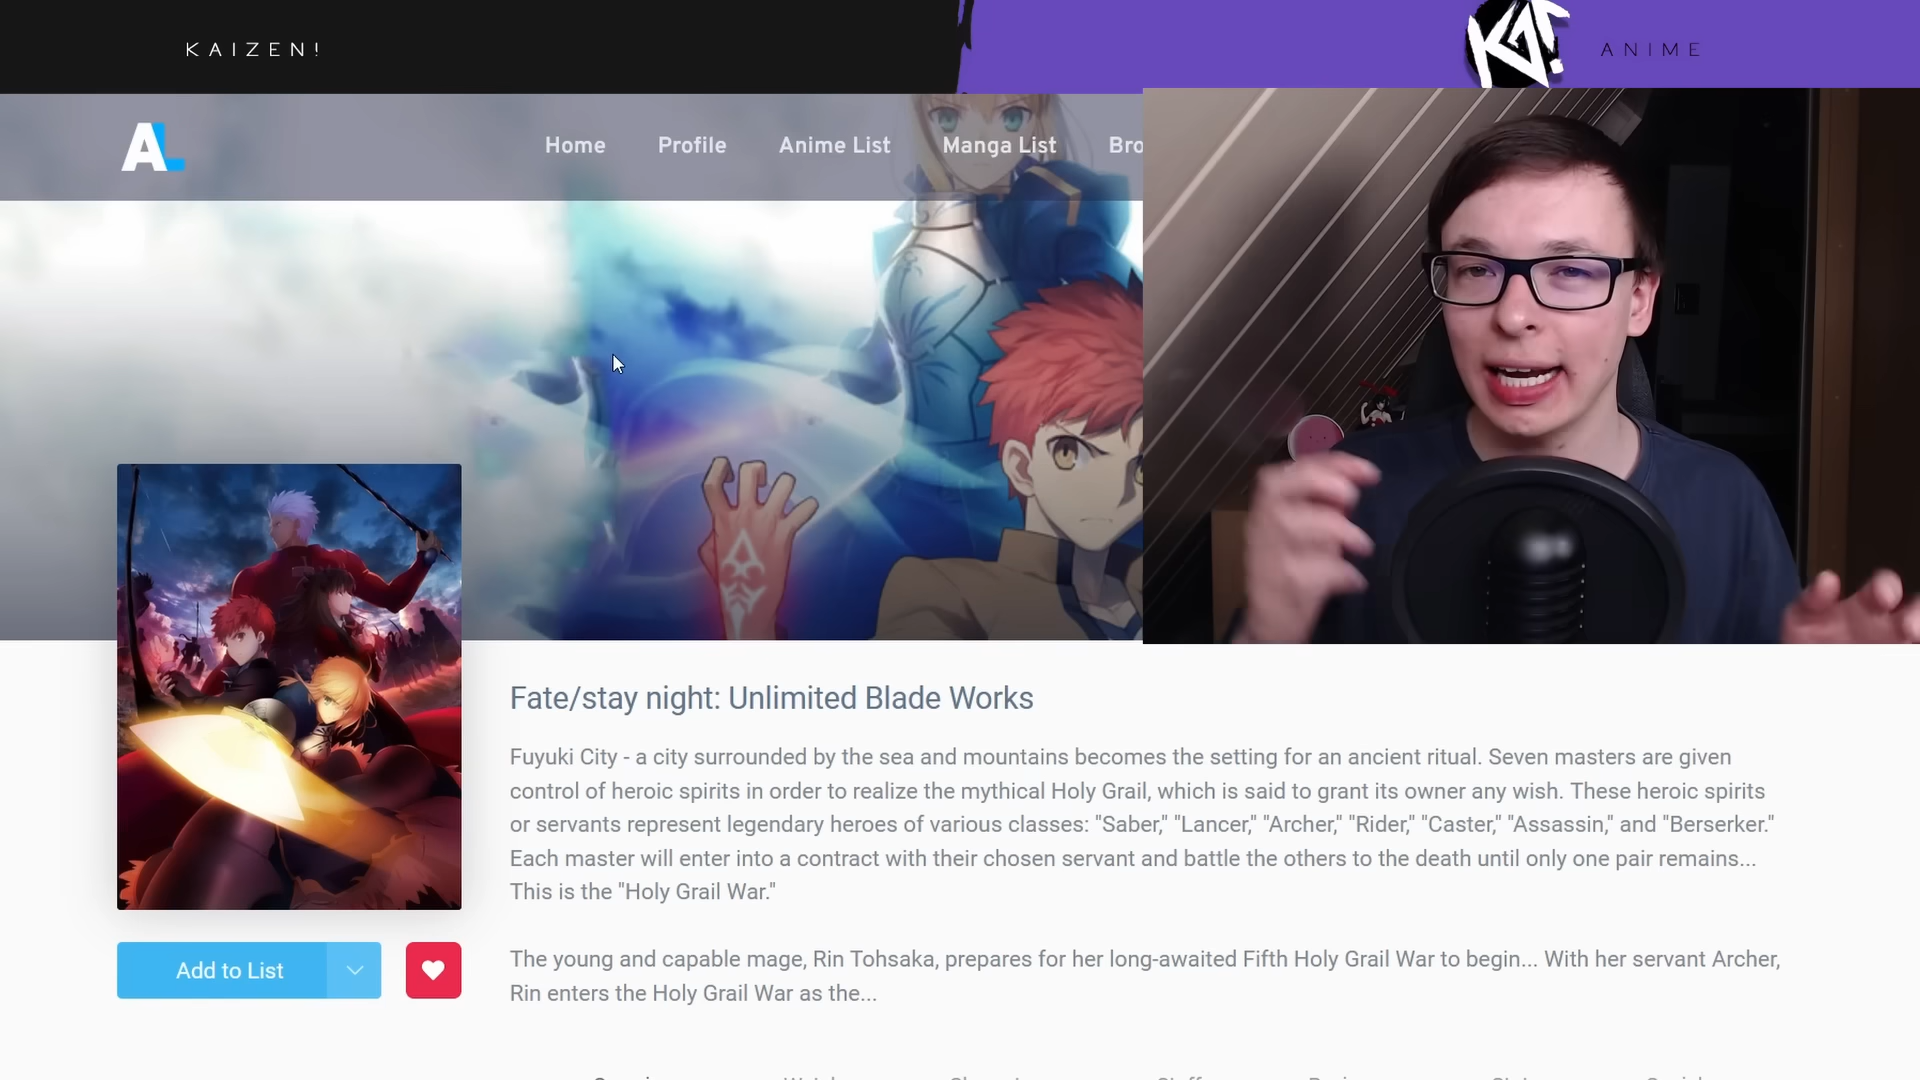 KAIZEN!
KA!
ANIME
AL
Home Profile Anime List Manga List Bro
Fate/stay night: Unlimited Blade Works
Fuyuki City - a city surrounded by the sea and mountains becomes the setting for an ancient ritual. Seven masters are given
control of heroic spirits in order to realize the mythical Holy Grail, which is said to grant its owner any wish. These heroic spirits
or servants represent legendary heroes of various classes: "Saber," "Lancer," "Archer," "Rider," "Caster," "Assassin," and "Berserker."
Each master will enter into a contract with their chosen servant and battle the others to the death until only one pair remains...
This is the "Holy Grail War."
The young and capable mage, Rin Tohsaka, prepares for her long-awaited Fifth Holy Grail War to begin... With her servant Archer,
Rin enters the Holy Grail War as the...
Add to List